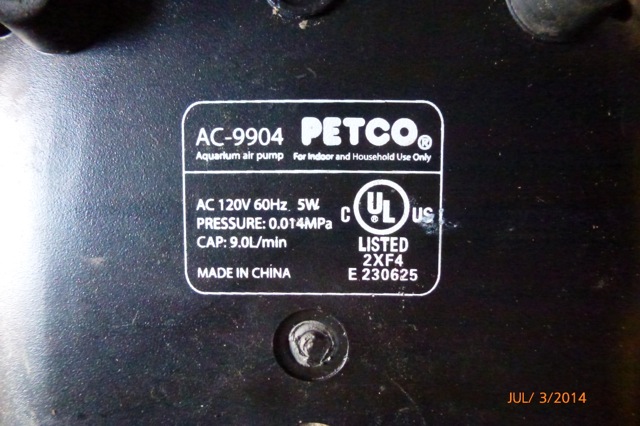 AC-9904 PETCO®
Aquarium air pump For Indoor and Household Use Only
AC 120V 60Hz 5W
PRESSURE: 0.014MPa
CAP: 9.0L/min
MADE IN CHINA
C UL US
LISTED
2XF4
E 230625
JUL/ 3/2014